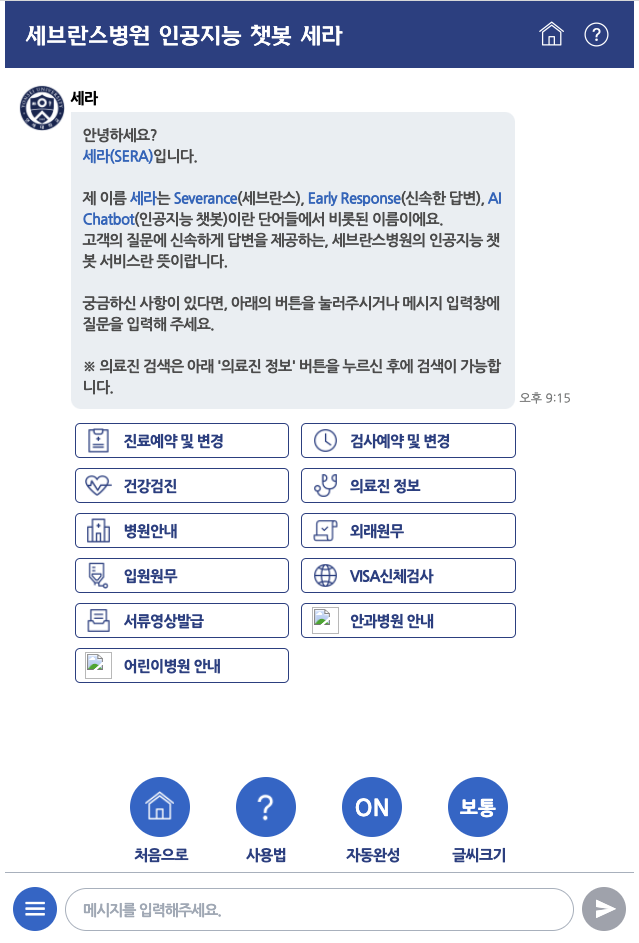 세브란스병원 인공지능 챗봇 세라
?
세라
안녕하세요?
세라(SERA)입니다.
제 이름 세라는 Severance(세브란스), Early Response(신속한 답변), AI
Chatbot(인공지능 챗봇)이란 단어들에서 비롯된 이름이에요.
고객의 질문에 신속하게 답변을 제공하는, 세브란스병원의 인공지능 챗
봇 서비스란 뜻이랍니다.
궁금하신 사항이 있다면, 아래의 버튼을 눌러주시거나 메시지 입력창에
질문을 입력해 주세요.
※ 의료진 검색은 아래 '의료진 정보' 버튼을 누르신 후에 검색이 가능합
니다.
오후 9:15
진료예약 및 변경
검사예약 및 변경
건강검진
의료진 정보
병원안내
외래원무
입원원무
VISA신체검사
서류영상발급
안과병원 안내
어린이병원 안내
?
ON
보통
처음으로
사용법
자동완성
글씨크기
메시지를 입력해주세요.